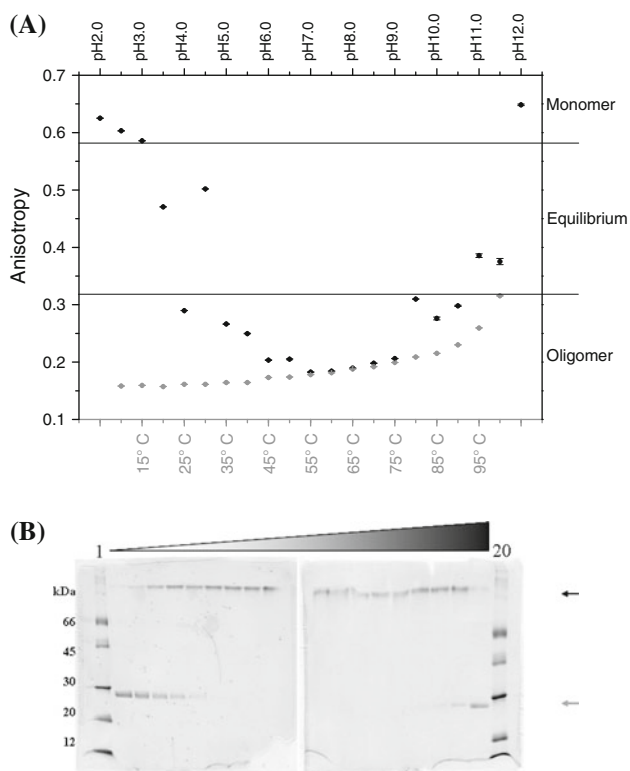 (A)
pH2.0 pH3.0 pH4.0 pH5.0 pH6.0 pH7.0 pH8.0 pH9.0 pH10.0 pH11.0 pH12.0
0.7
0.6
0.5
0.4
0.3
0.2
0.1
Anisotropy
Monomer
Equilibrium
Oligomer
15° C 25° C 35° C 45° C 55° C 65° C 75° C 85° C 95° C
(B)
1 20
kDa
66
45
30
20
12